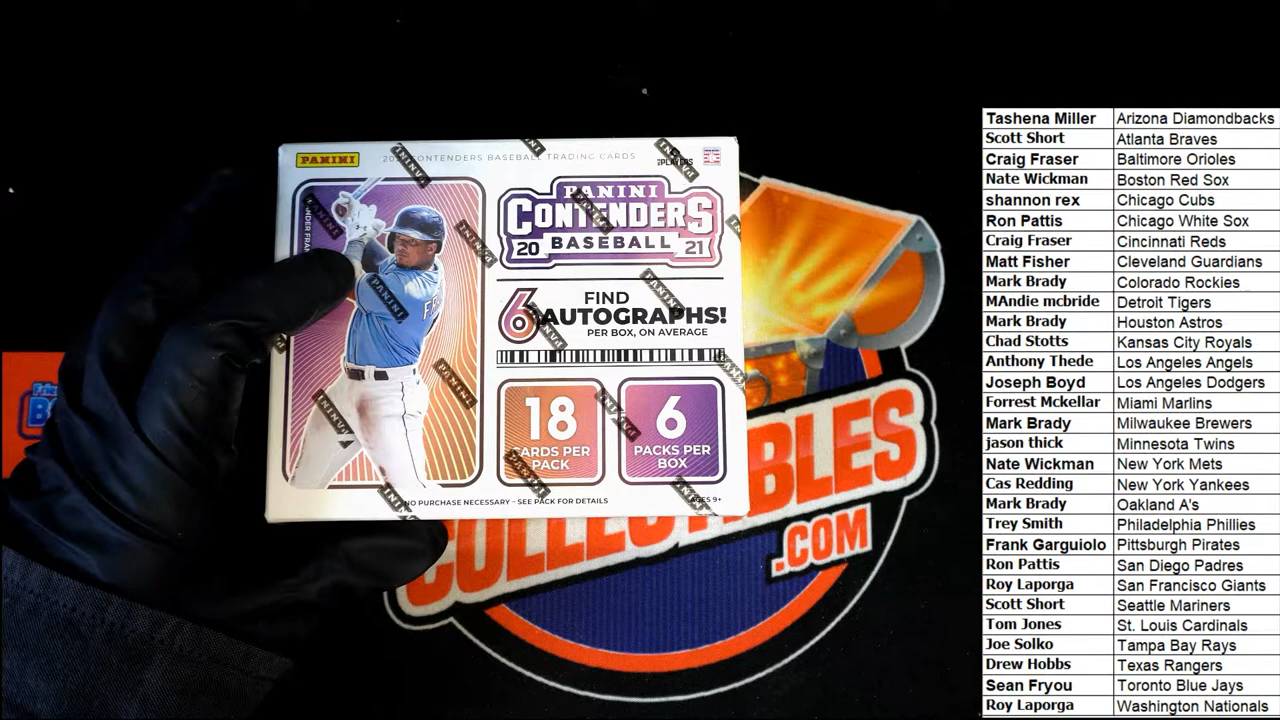 PANINI
CONTENDERS BASEBALL TRADING CARDS
PLAYERS
PANINI
CONTENDERS
20 BASEBALL 21
FIND
6 AUTOGRAPHS!
PER BOX, ON AVERAGE
18
CARDS PER
PACK
6
PACKS PER
BOX
NO PURCHASE NECESSARY – SEE PACK FOR DETAILS
AGES 9+
COLLECTIBLES
.COM
Tashena Miller Arizona Diamondbacks
Scott Short Atlanta Braves
Craig Fraser Baltimore Orioles
Nate Wickman Boston Red Sox
shannon rex Chicago Cubs
Ron Pattis Chicago White Sox
Craig Fraser Cincinnati Reds
Matt Fisher Cleveland Guardians
Mark Brady Colorado Rockies
MAndie mcbride Detroit Tigers
Mark Brady Houston Astros
Chad Stotts Kansas City Royals
Anthony Thede Los Angeles Angels
Joseph Boyd Los Angeles Dodgers
Forrest Mckellar Miami Marlins
Mark Brady Milwaukee Brewers
jason thick Minnesota Twins
Nate Wickman New York Mets
Cas Redding New York Yankees
Mark Brady Oakland A's
Trey Smith Philadelphia Phillies
Frank Garguiolo Pittsburgh Pirates
Ron Pattis San Diego Padres
Roy Laporga San Francisco Giants
Scott Short Seattle Mariners
Tom Jones St. Louis Cardinals
Joe Solko Tampa Bay Rays
Drew Hobbs Texas Rangers
Sean Fryou Toronto Blue Jays
Roy Laporga Washington Nationals